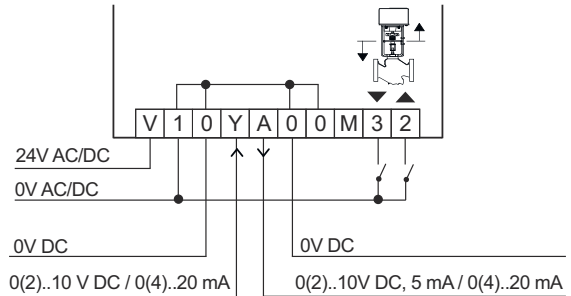 V 1 0 Y A 0 0 M 3 2
24V AC/DC
0V AC/DC
0V DC
0V DC
0(2)..10 V DC / 0(4)..20 mA
0(2)..10V DC, 5 mA / 0(4)..20 mA